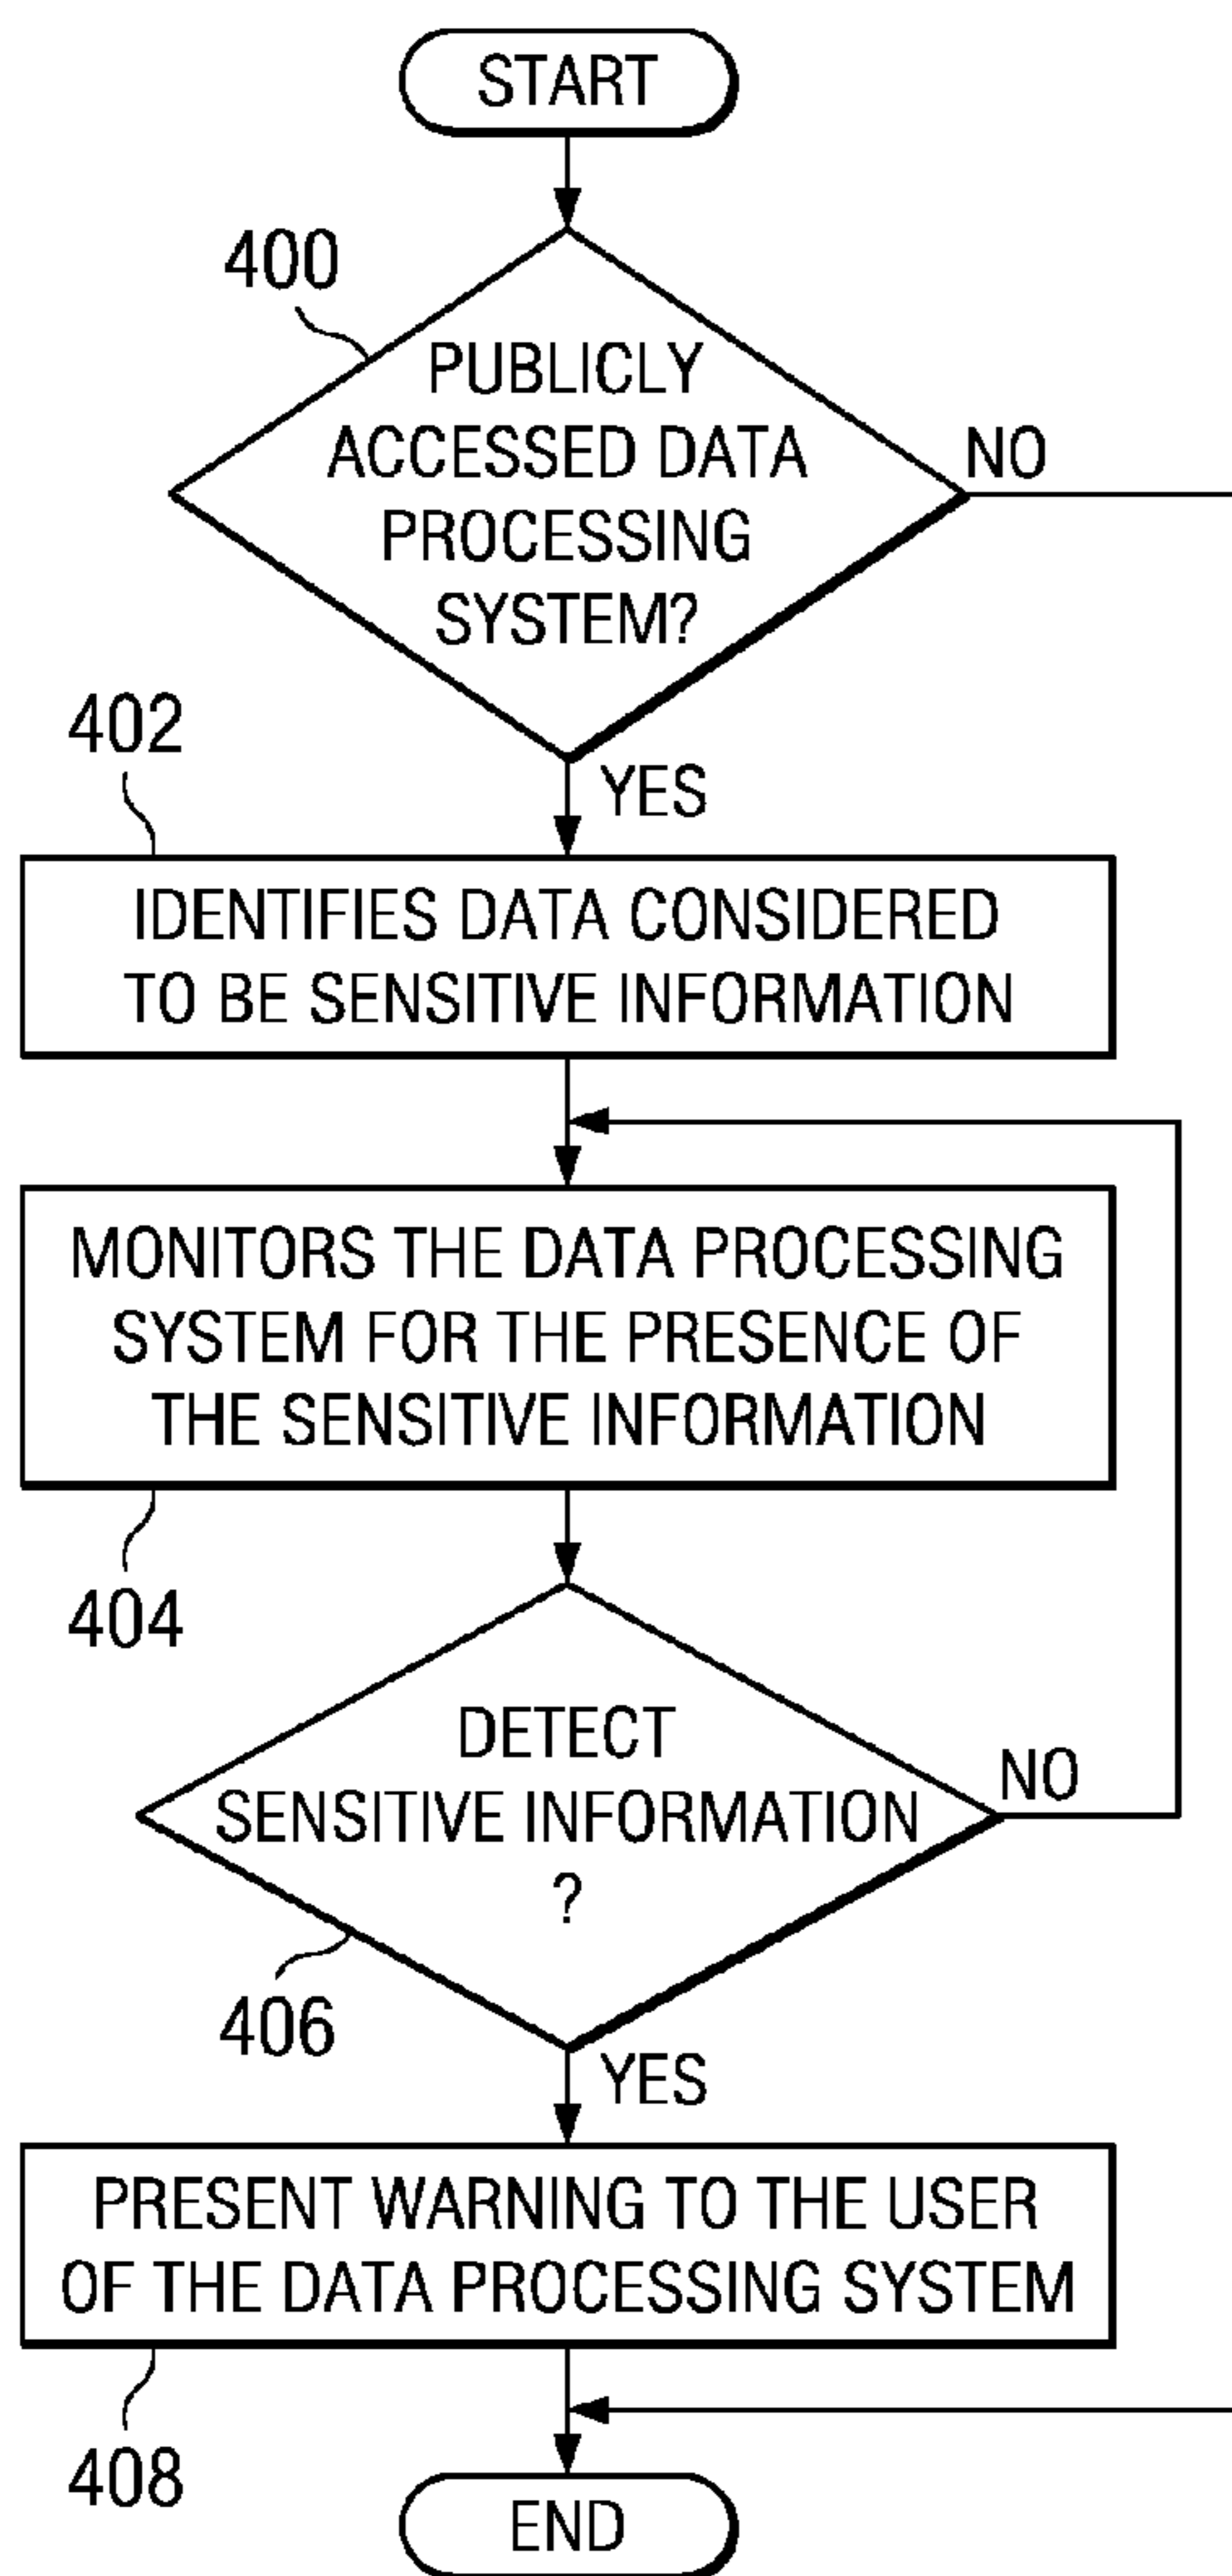 START
400
PUBLICLY
ACCESSED DATA
PROCESSING
SYSTEM?
NO
402
YES
IDENTIFIES DATA CONSIDERED
TO BE SENSITIVE INFORMATION
MONITORS THE DATA PROCESSING
SYSTEM FOR THE PRESENCE OF
THE SENSITIVE INFORMATION
404
DETECT
SENSITIVE INFORMATION
?
NO
406
YES
PRESENT WARNING TO THE USER
OF THE DATA PROCESSING SYSTEM
408
END